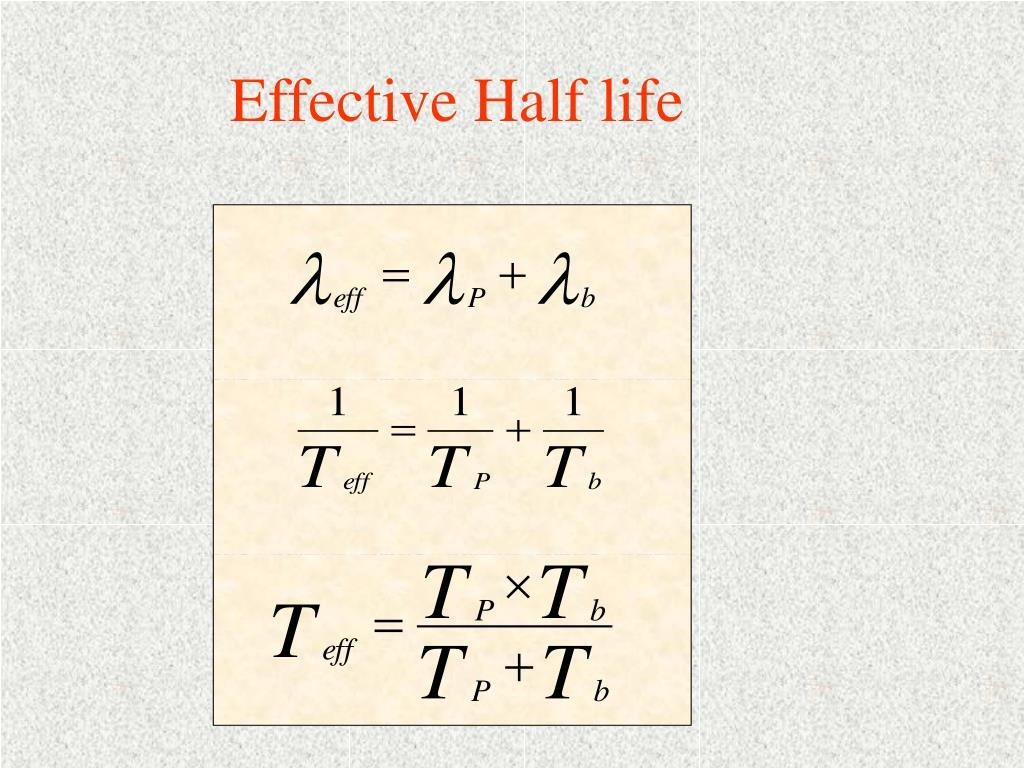 Effective Half life
λeff = λP + λb
1/Teff = 1/TP + 1/Tb
Teff = TP × Tb / TP + Tb